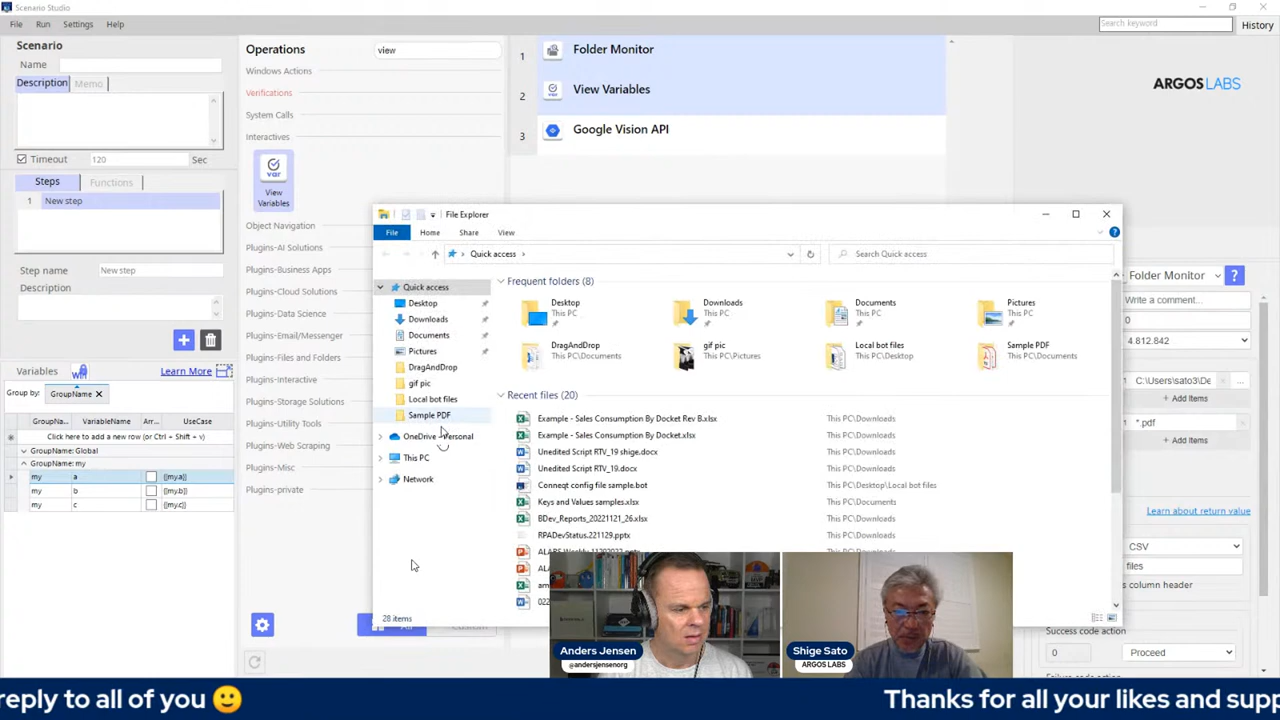 Scenario Studio
File Run Settings Help
Search keyword
History
Scenario
Name
Description Memo
Timeout 120 Sec
Steps Functions
1 New step
Step name New step
Description
Variables
Learn More
Group by: GroupName
GroupNa... VariableName Arr... UseCase
Click here to add a new row (or Ctrl + Shift + v)
GroupName: Global
GroupName: my
my a {{my.a}}
my b {{my.b}}
my c {{my.c}}
Operations view
Windows Actions
Verifications
System Calls
Interactives
var
View
Variables
Object Navigation
Plugins-AI Solutions
Plugins-Business Apps
Plugins-Cloud Solutions
Plugins-Data Science
Plugins-Email/Messenger
Plugins-Files and Folders
Plugins-Interactive
Plugins-Storage Solutions
Plugins-Utility Tools
Plugins-Web Scraping
Plugins-Misc
Plugins-private
1 Folder Monitor
2 View Variables
3 Google Vision API
ARGOS LABS
File Explorer
File Home Share View
Quick access
Search Quick access
Quick access
Desktop
Downloads
Documents
Pictures
DragAndDrop
gif pic
Local bot files
Sample PDF
OneDrive - Personal
This PC
Network
28 items
Frequent folders (8)
Desktop
This PC
Downloads
This PC
Documents
This PC
Pictures
This PC
DragAndDrop
This PC\Documents
gif pic
This PC\Pictures
Local bot files
This PC\Desktop
Sample PDF
This PC\Documents
Recent files (20)
Example - Sales Consumption By Docket Rev B.xlsx This PC\Downloads
Example - Sales Consumption By Docket.xlsx This PC\Downloads
Unedited Script RTV_19 shige.docx This PC\Downloads
Unedited Script RTV_19.docx This PC\Downloads
Conneqt config file sample.bot This PC\Desktop\Local bot files
Keys and Values samples.xlsx This PC\Documents
BDev_Reports_20221121_26.xlsx This PC\Downloads
RPADevStatus.221129.pptx This PC\Downloads
Folder Monitor
Write a comment...
0
4.812.842
C:\Users\sato3\De ...
Add Items
*.pdf
Add Items
Learn about return value
CSV
files
s column header
Success code action
0 Proceed
Anders Jensen
@andersjensenorg
Shige Sato
ARGOS LABS
reply to all of you 🙂
Thanks for all your likes and supp